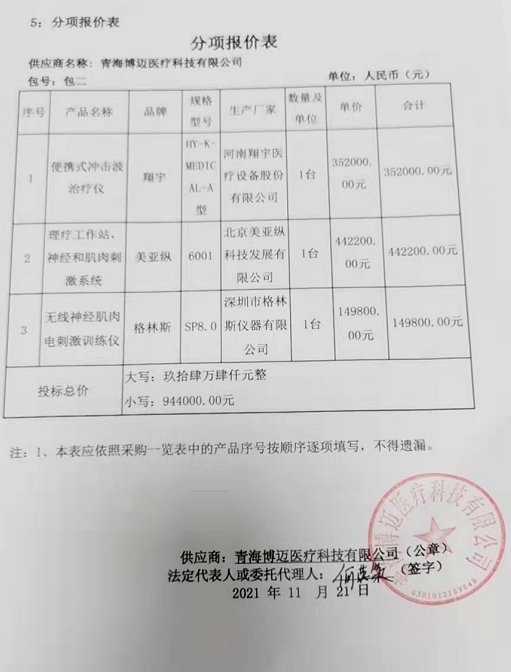 5：分项报价表
分项报价表
供应商名称：青海博迈医疗科技有限公司
包号：包二 单位：人民币（元）
序号 产品名称 品牌 规格型号 生产厂家 数量及单位 单价 合计
1 便携式冲击波治疗仪 翔宇 HY-K-MEDICAL-A型 河南翔宇医疗设备股份有限公司 1台 352000.00元 352000.00元
2 理疗工作站，神经和肌肉刺激系统 美亚纵 6001 北京美亚纵科技发展有限公司 1台 442200.00元 442200.00元
3 无线神经肌肉电刺激训练仪 格林斯 SP8.0 深圳市格林斯仪器有限公司 1台 149800.00元 149800.00元
投标总价 大写：玖拾肆万肆仟元整
小写：944000.00元
注：1、本表应依照采购一览表中的产品序号按顺序逐项填写，不得遗漏。
供应商：青海博迈医疗科技有限公司（公章）
法定代表人或委托代理人： （签字）
2021 年 11 月 21 日
博迈医疗科技有限公司